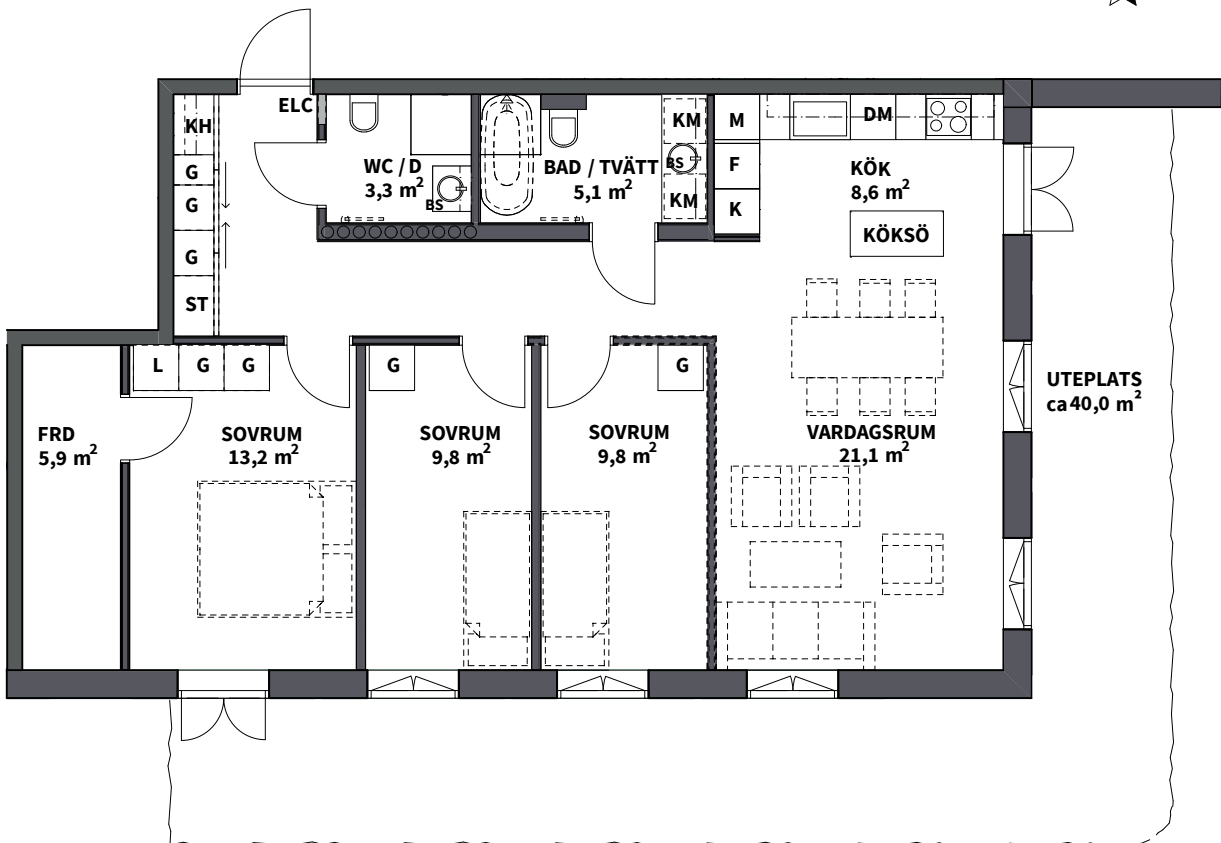 ELC
KH
G
G
G
ST
WC / D
3,3 m²
BS
BAD / TVÄTT
5,1 m²
KM
BS
KM
M
F
K
DM
KÖK
8,6 m²
KÖKSÖ
L
G
G
G
G
FRD
5,9 m²
SOVRUM
13,2 m²
SOVRUM
9,8 m²
SOVRUM
9,8 m²
VARDAGSRUM
21,1 m²
UTEPLATS
ca 40,0 m²